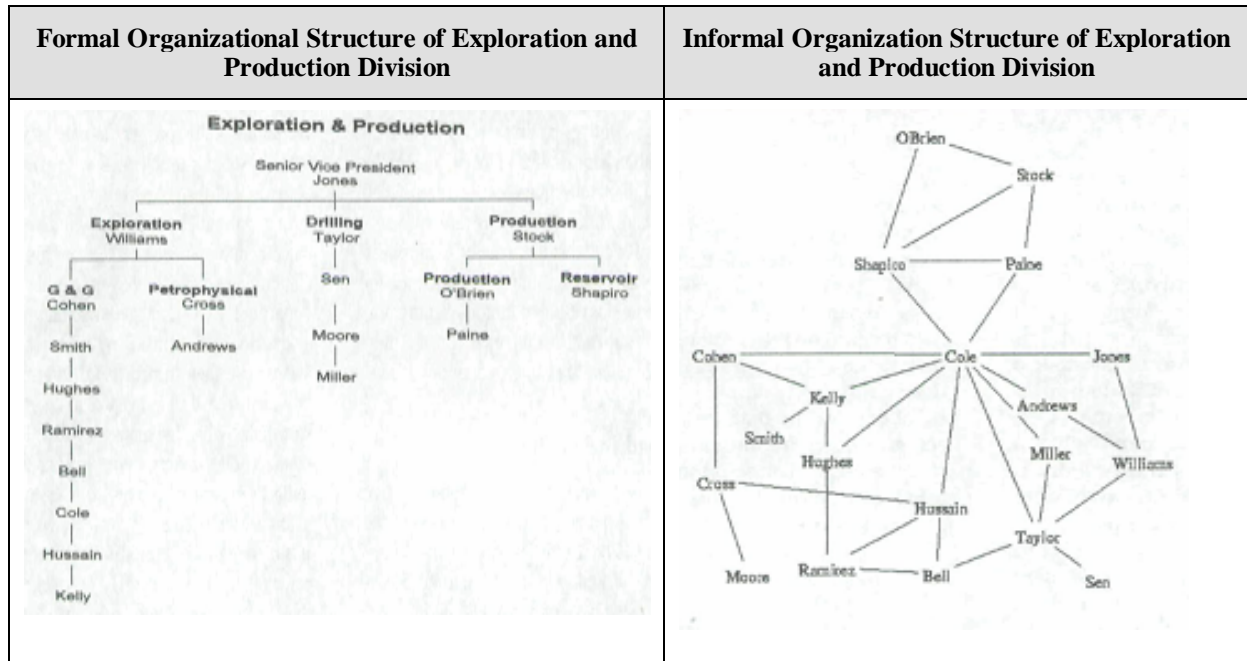 Formal Organizational Structure of Exploration and
Production Division
Informal Organization Structure of Exploration
and Production Division
Exploration & Production
Senior Vice President
Jones
Exploration
Williams
Drilling
Taylor
Production
Stock
G & G
Cohen
Petrophysical
Cross
Sen
Production
O'Brien
Reservoir
Shapiro
Smith
Andrews
Moore
Paine
Hughes
Miller
Ramirez
Bell
Cole
Hussain
Kelly
OBrien
Stock
Shapico
Paloe
Cohen
Cole
Jones
Kelly
Andrews
Smith
Hughes
Miller
Williams
Cross
Hussain
Taylor
Moore
Ramirez
Bell
Sen